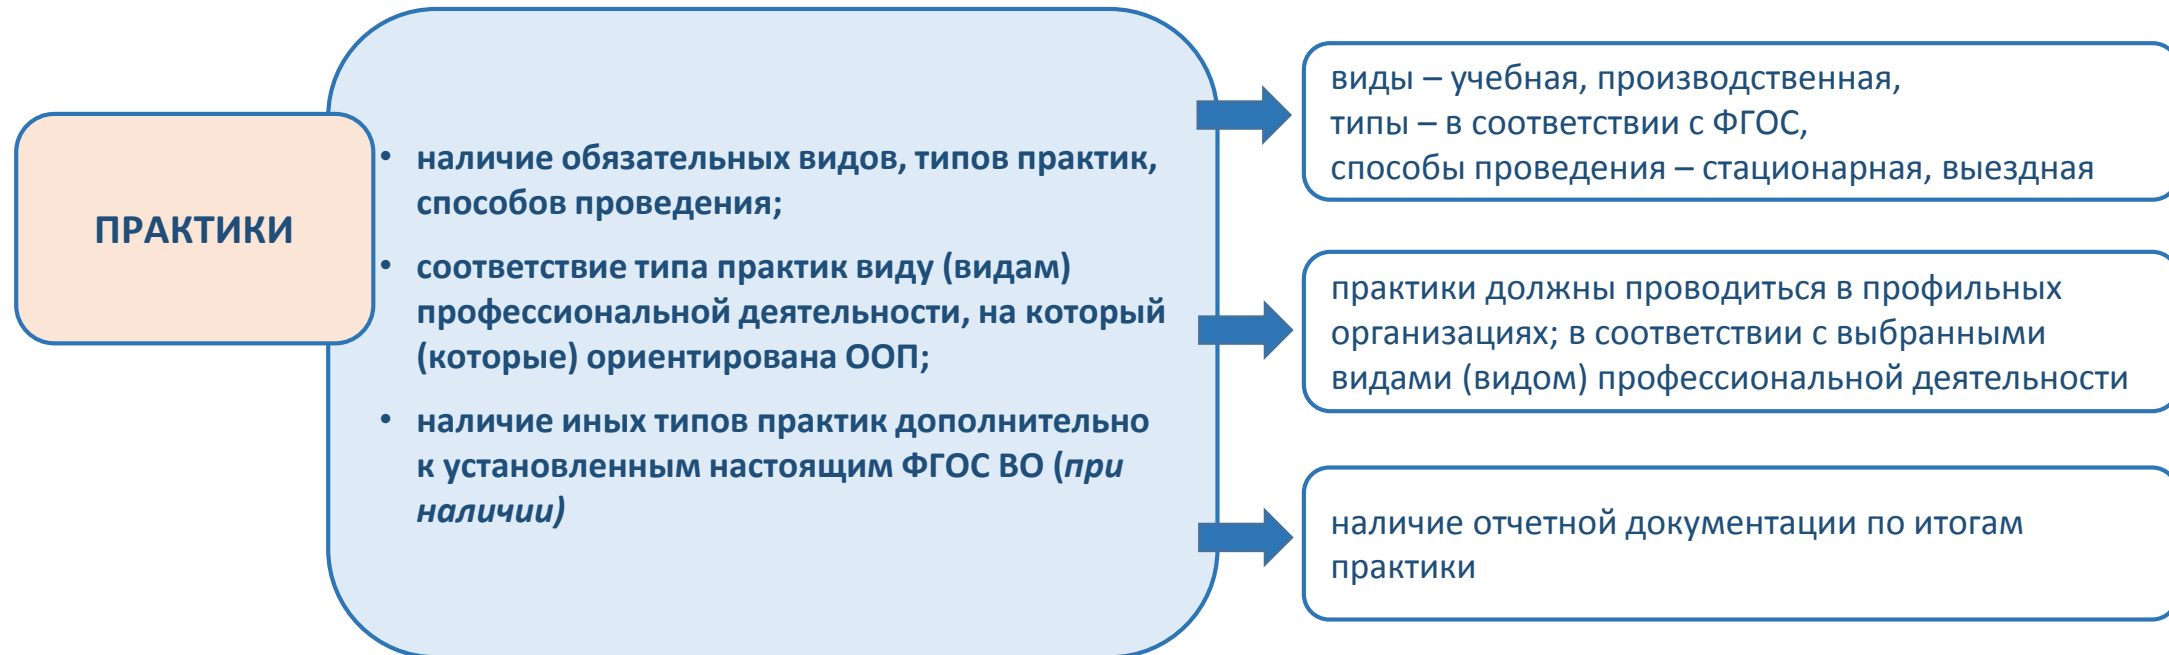 ПРАКТИКИ
• наличие обязательных видов, типов практик,
способов проведения;
• соответствие типа практик виду (видам)
профессиональной деятельности, на который
(которые) ориентирована ООП;
• наличие иных типов практик дополнительно
к установленным настоящим ФГОС ВО (при
наличии)
виды – учебная, производственная,
типы – в соответствии с ФГОС,
способы проведения – стационарная, выездная
практики должны проводиться в профильных
организациях; в соответствии с выбранными
видами (видом) профессиональной деятельности
наличие отчетной документации по итогам
практики